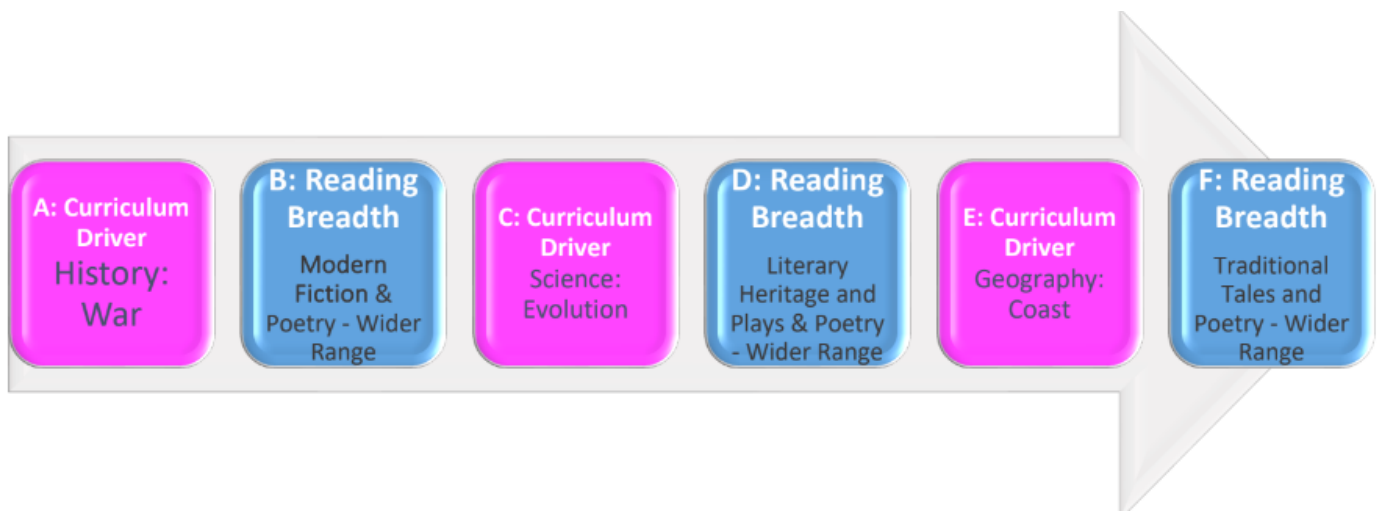 A: Curriculum
Driver
History:
War
B: Reading
Breadth
Modern
Fiction &
Poetry - Wider
Range
C: Curriculum
Driver
Science:
Evolution
D: Reading
Breadth
Literary
Heritage and
Plays & Poetry
- Wider Range
E: Curriculum
Driver
Geography:
Coast
F: Reading
Breadth
Traditional
Tales and
Poetry - Wider
Range